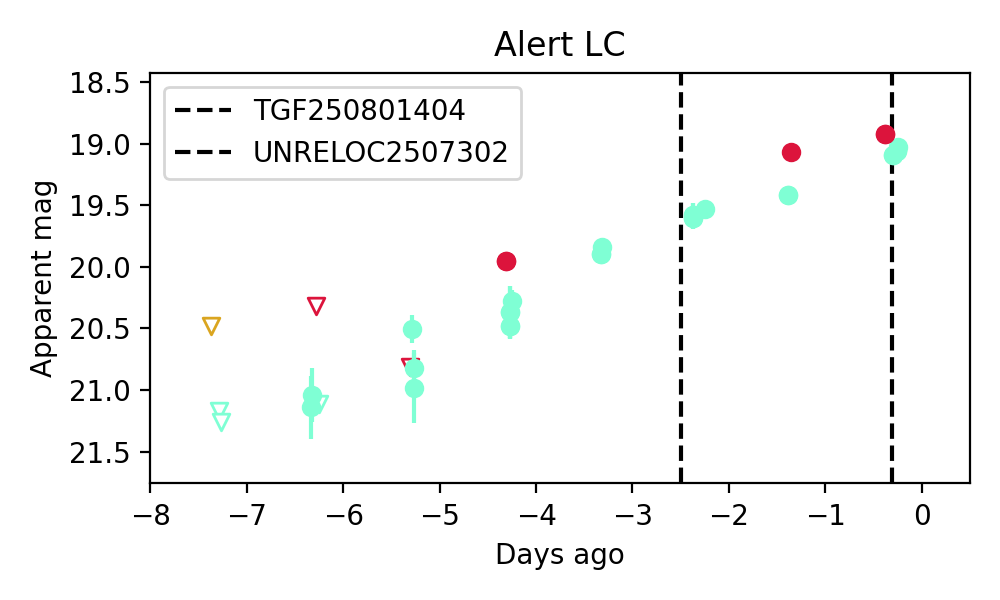 Alert LC
TGF250801404
UNRELOC2507302
Apparent mag
18.5
19.0
19.5
20.0
20.5
21.0
21.5
−8 −7 −6 −5 −4 −3 −2 −1 0
Days ago